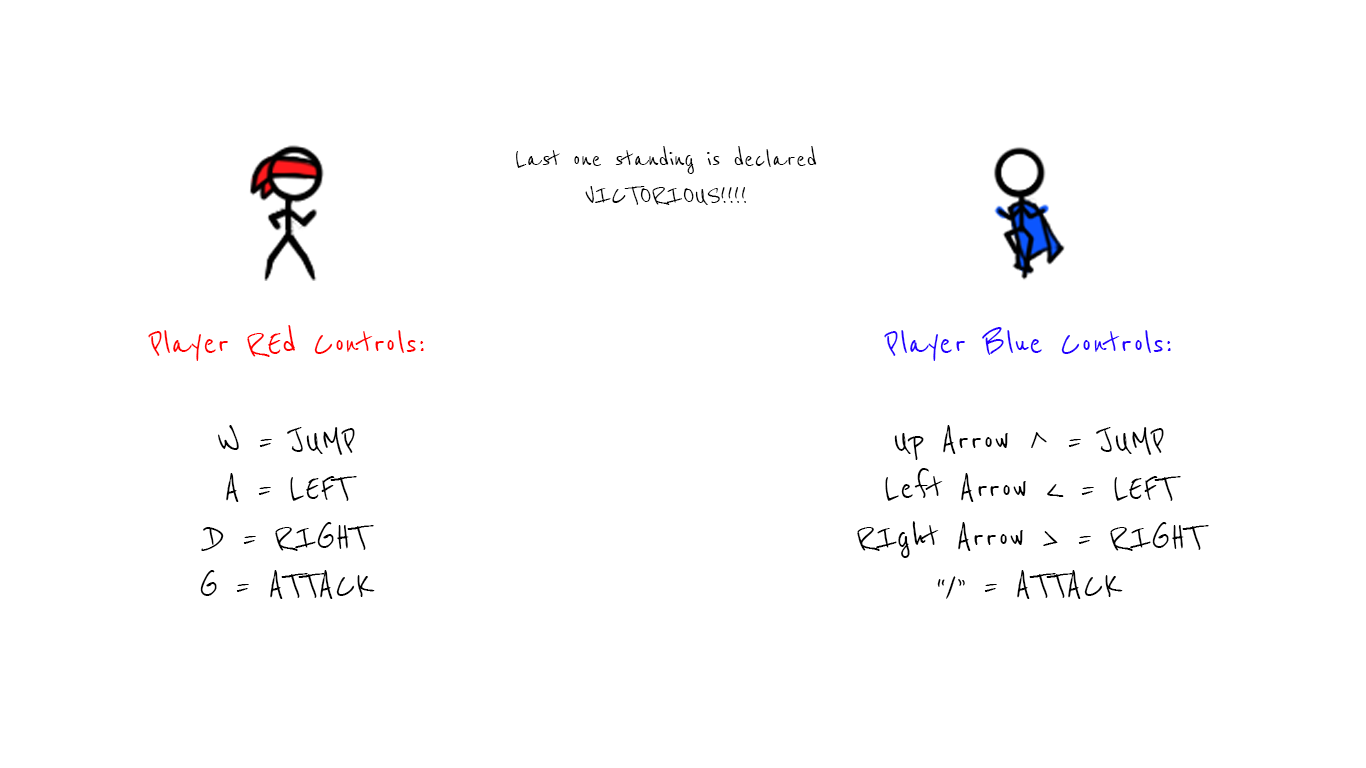 Last one standing is declared
VICTORIOUS!!!!
Player REd Controls:
W = JUMP
A = LEFT
D = RIGHT
G = ATTACK
Player Blue Controls:
Up Arrow ^ = JUMP
Left Arrow < = LEFT
RIght Arrow > = RIGHT
"/" = ATTACK